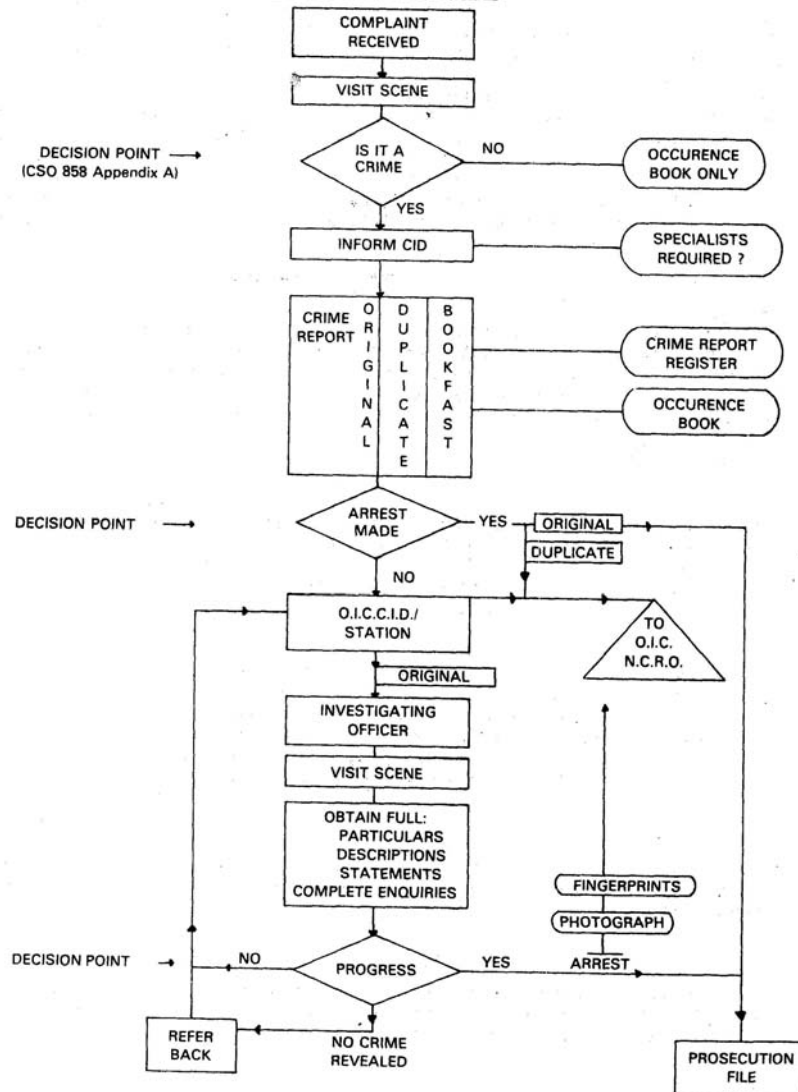 COMPLAINT
RECEIVED
VISIT SCENE
DECISION POINT
(CSO 858 Appendix A)
IS IT A
CRIME
NO
OCCURENCE
BOOK ONLY
YES
INFORM CID
SPECIALISTS
REQUIRED ?
CRIME
REPORT
ORIGINAL
DUPLICATE
BOOKFAST
CRIME REPORT
REGISTER
OCCURENCE
BOOK
DECISION POINT
ARREST
MADE
YES
ORIGINAL
DUPLICATE
NO
O.I.C.C.I.D./
STATION
TO
O.I.C.
N.C.R.O.
ORIGINAL
INVESTIGATING
OFFICER
VISIT SCENE
OBTAIN FULL:
PARTICULARS
DESCRIPTIONS
STATEMENTS
COMPLETE ENQUIRIES
FINGERPRINTS
PHOTOGRAPH
ARREST
DECISION POINT
NO
PROGRESS
YES
REFER
BACK
NO CRIME
REVEALED
PROSECUTION
FILE